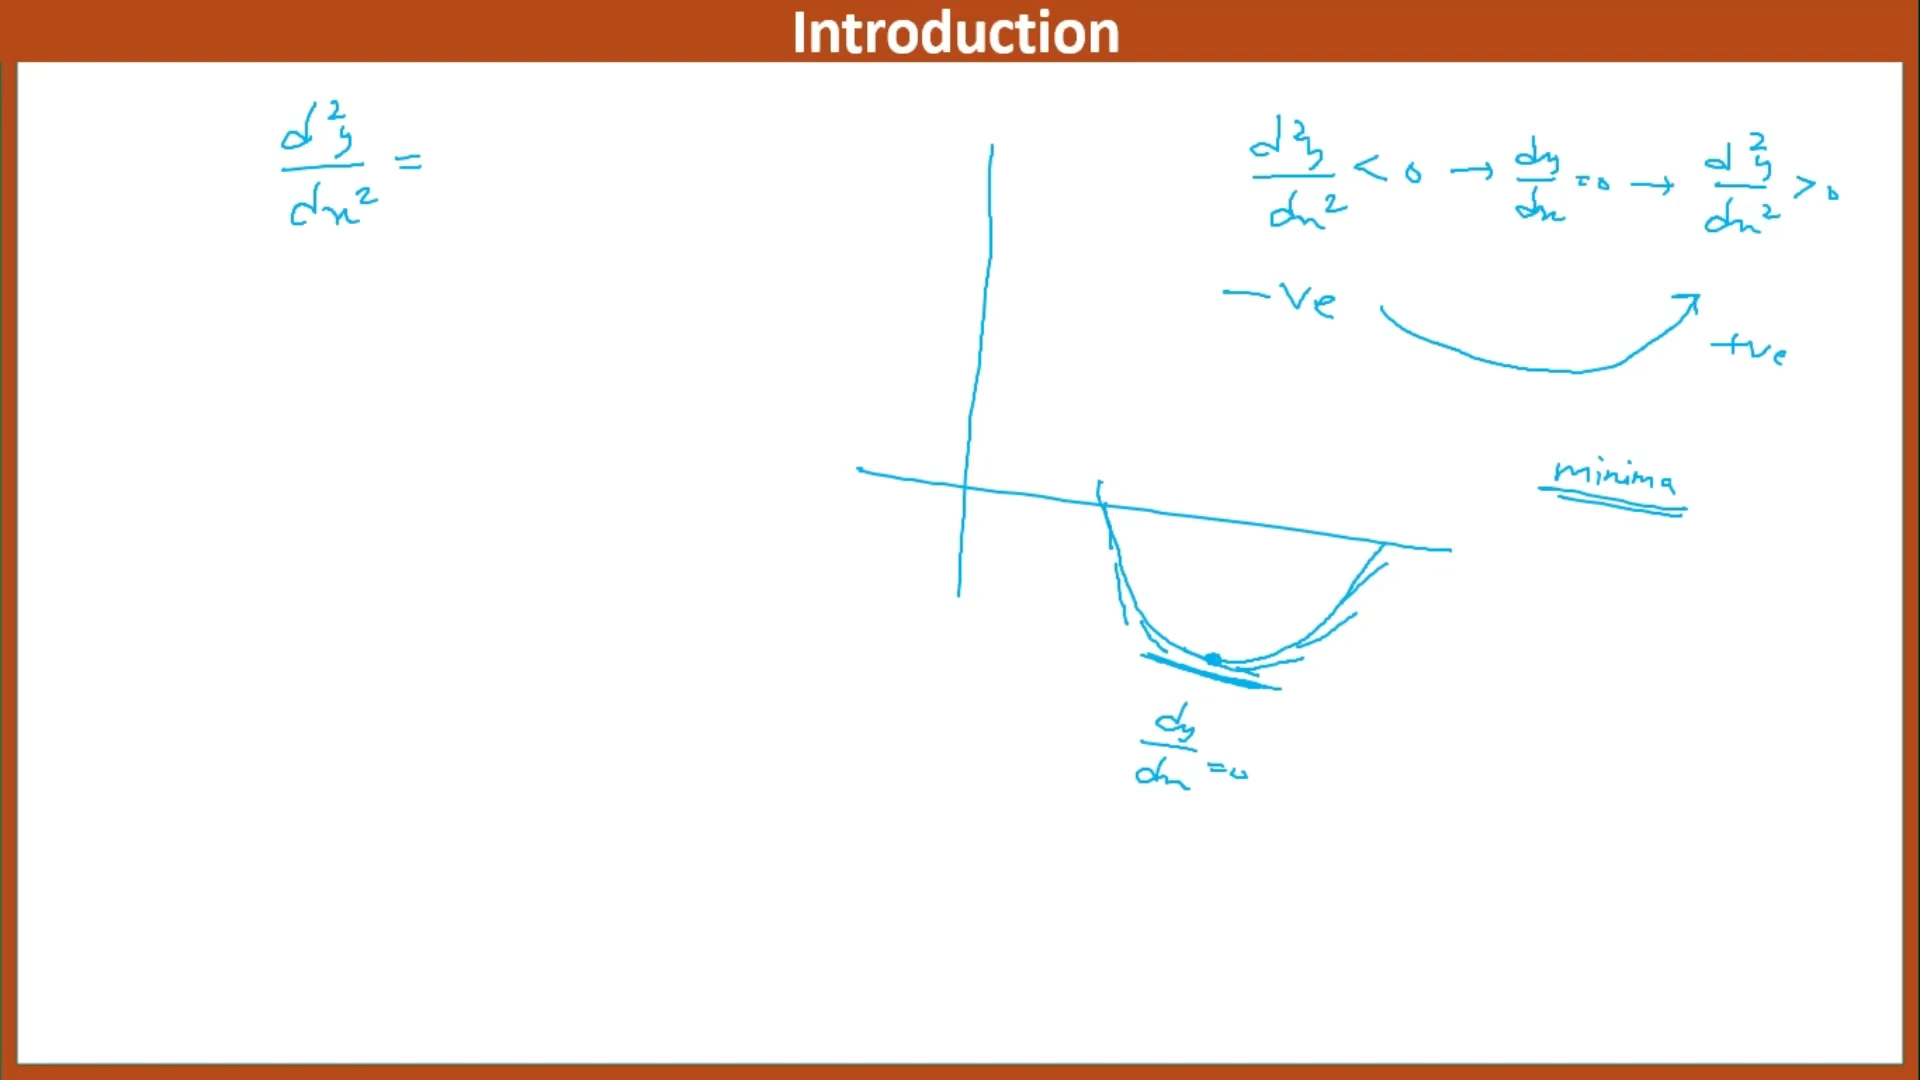 Introduction
d²y/dx² =
d²y/dx² < 0 → dy/dx = 0 → d²y/dx² > 0
-ve
+ve
minima
dy/dx = 0